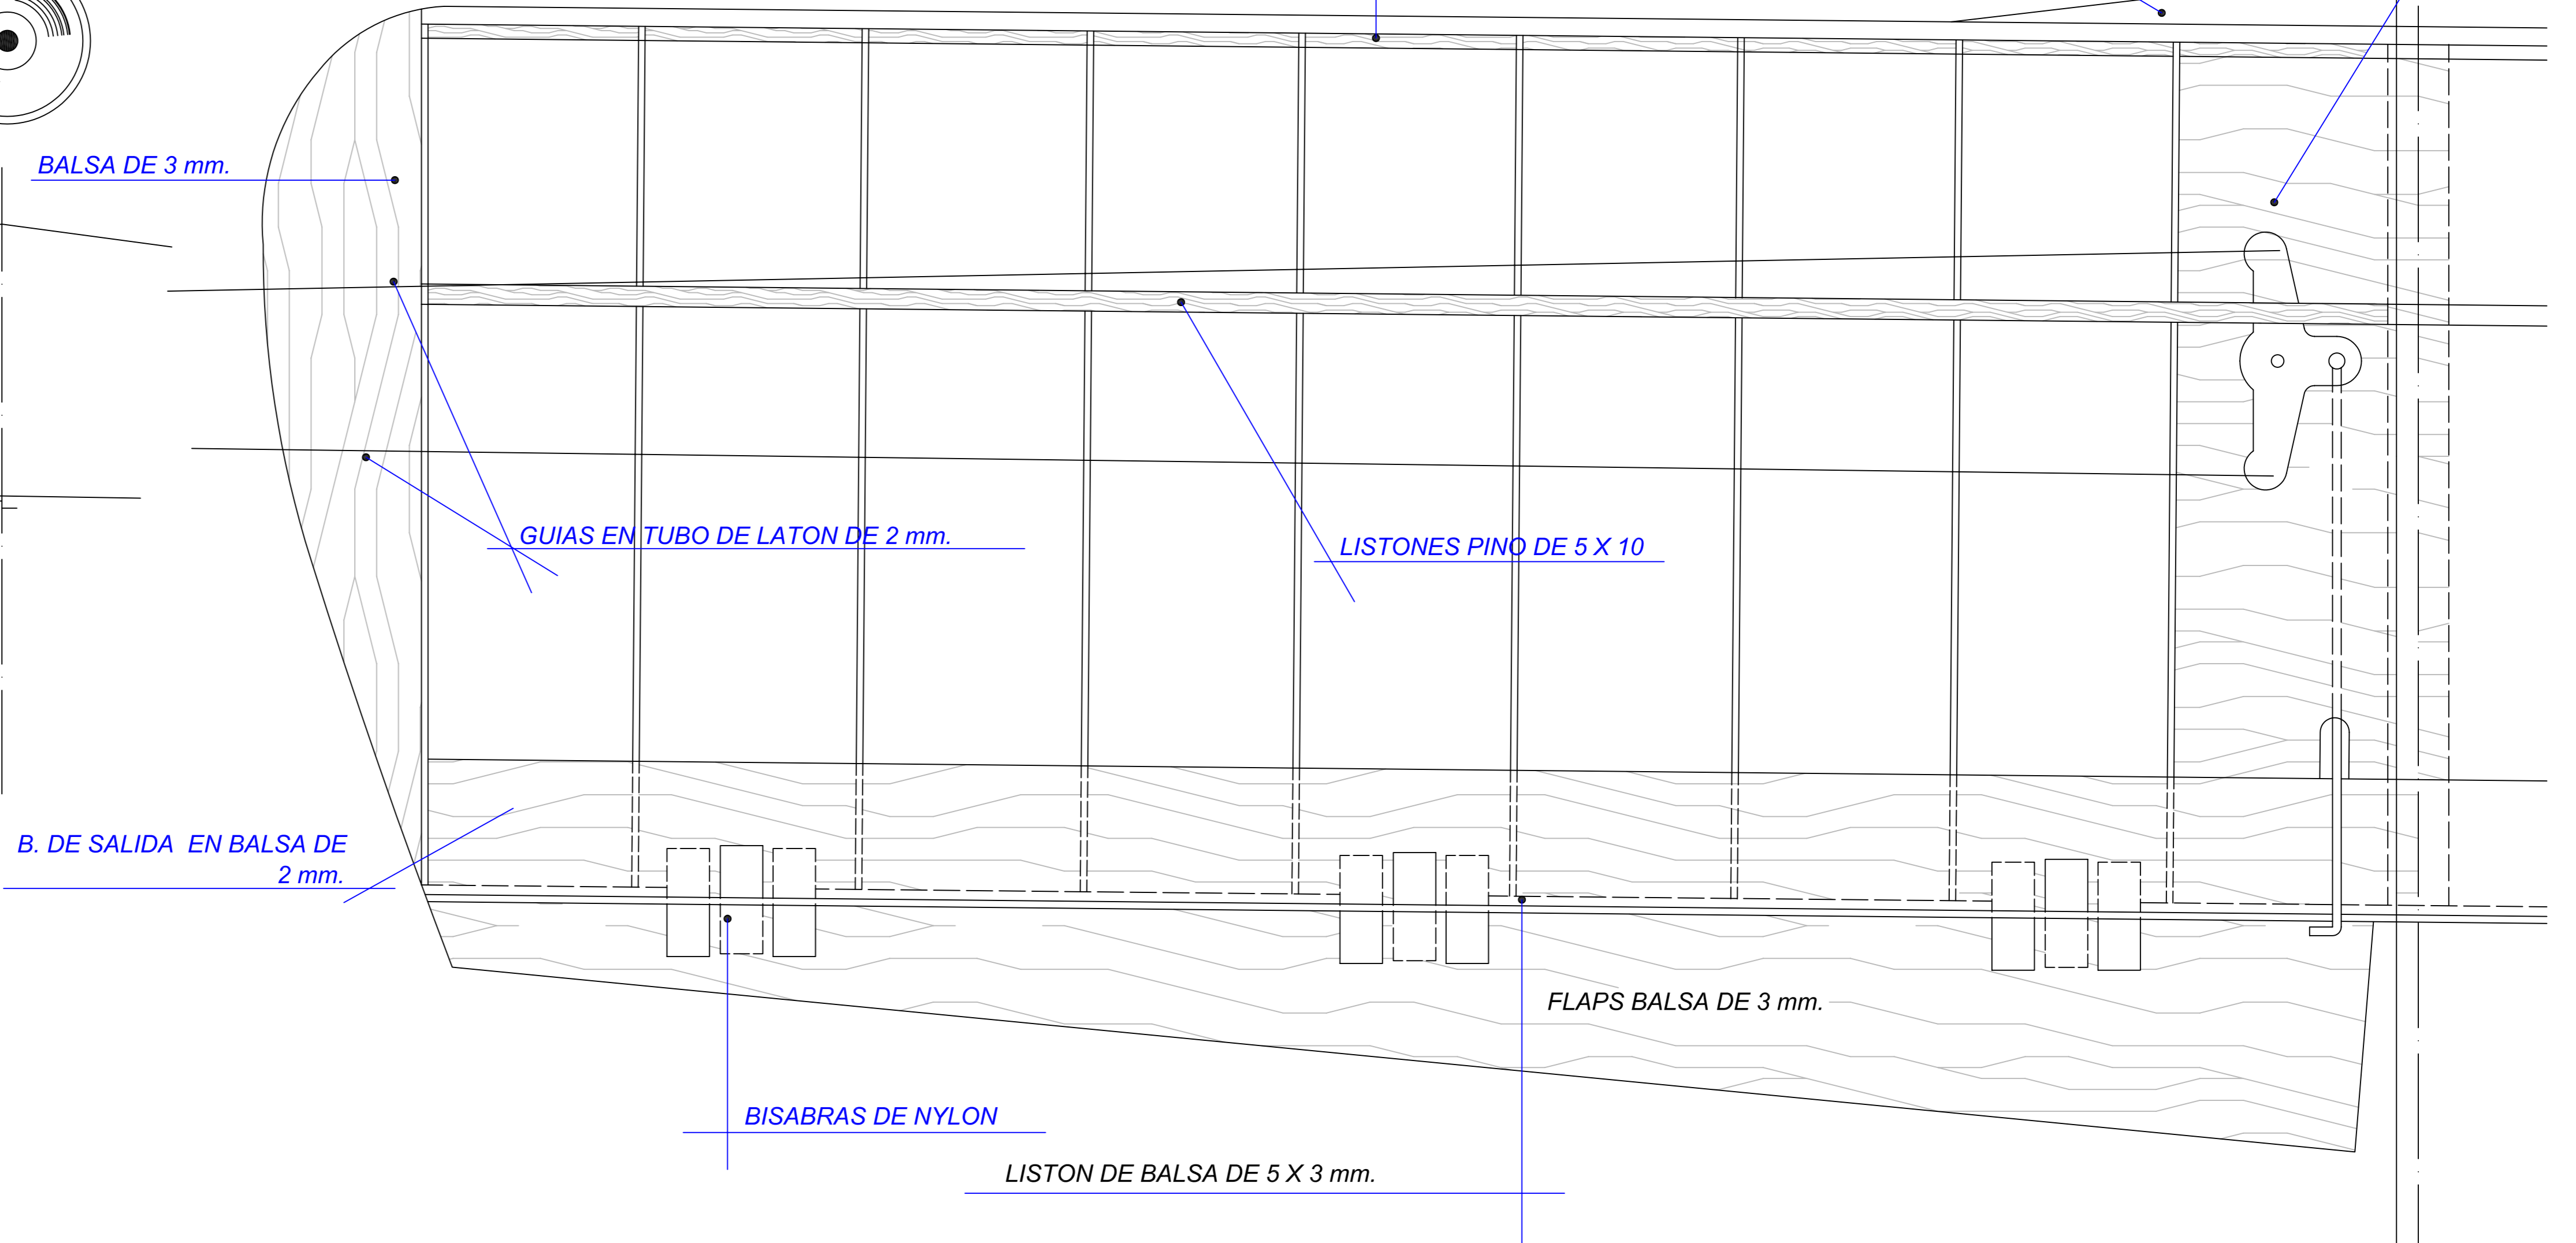 BALSA DE 3 mm.
GUIAS EN TUBO DE LATON DE 2 mm.
LISTONES PINO DE 5 X 10
B. DE SALIDA EN BALSA DE
2 mm.
FLAPS BALSA DE 3 mm.
BISABRAS DE NYLON
LISTON DE BALSA DE 5 X 3 mm.